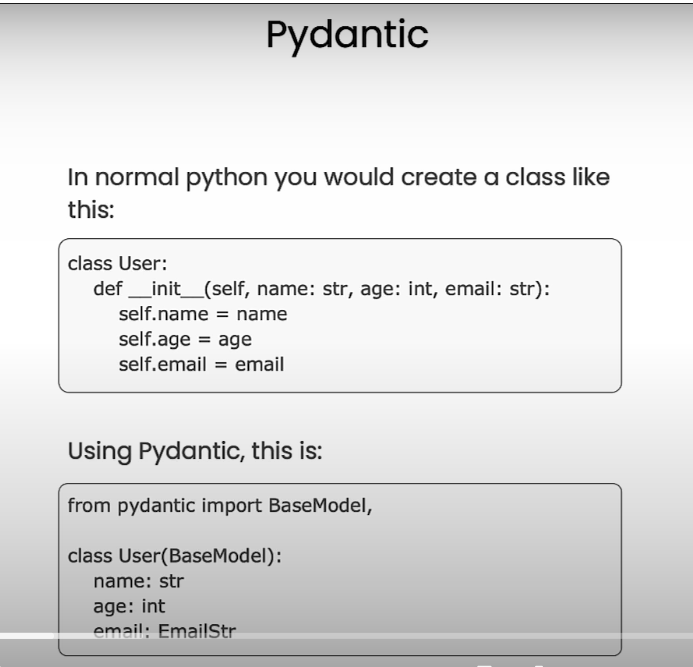 Pydantic
In normal python you would create a class like
this:
class User:
def __init__(self, name: str, age: int, email: str):
self.name = name
self.age = age
self.email = email
Using Pydantic, this is:
from pydantic import BaseModel,
class User(BaseModel):
name: str
age: int
email: EmailStr